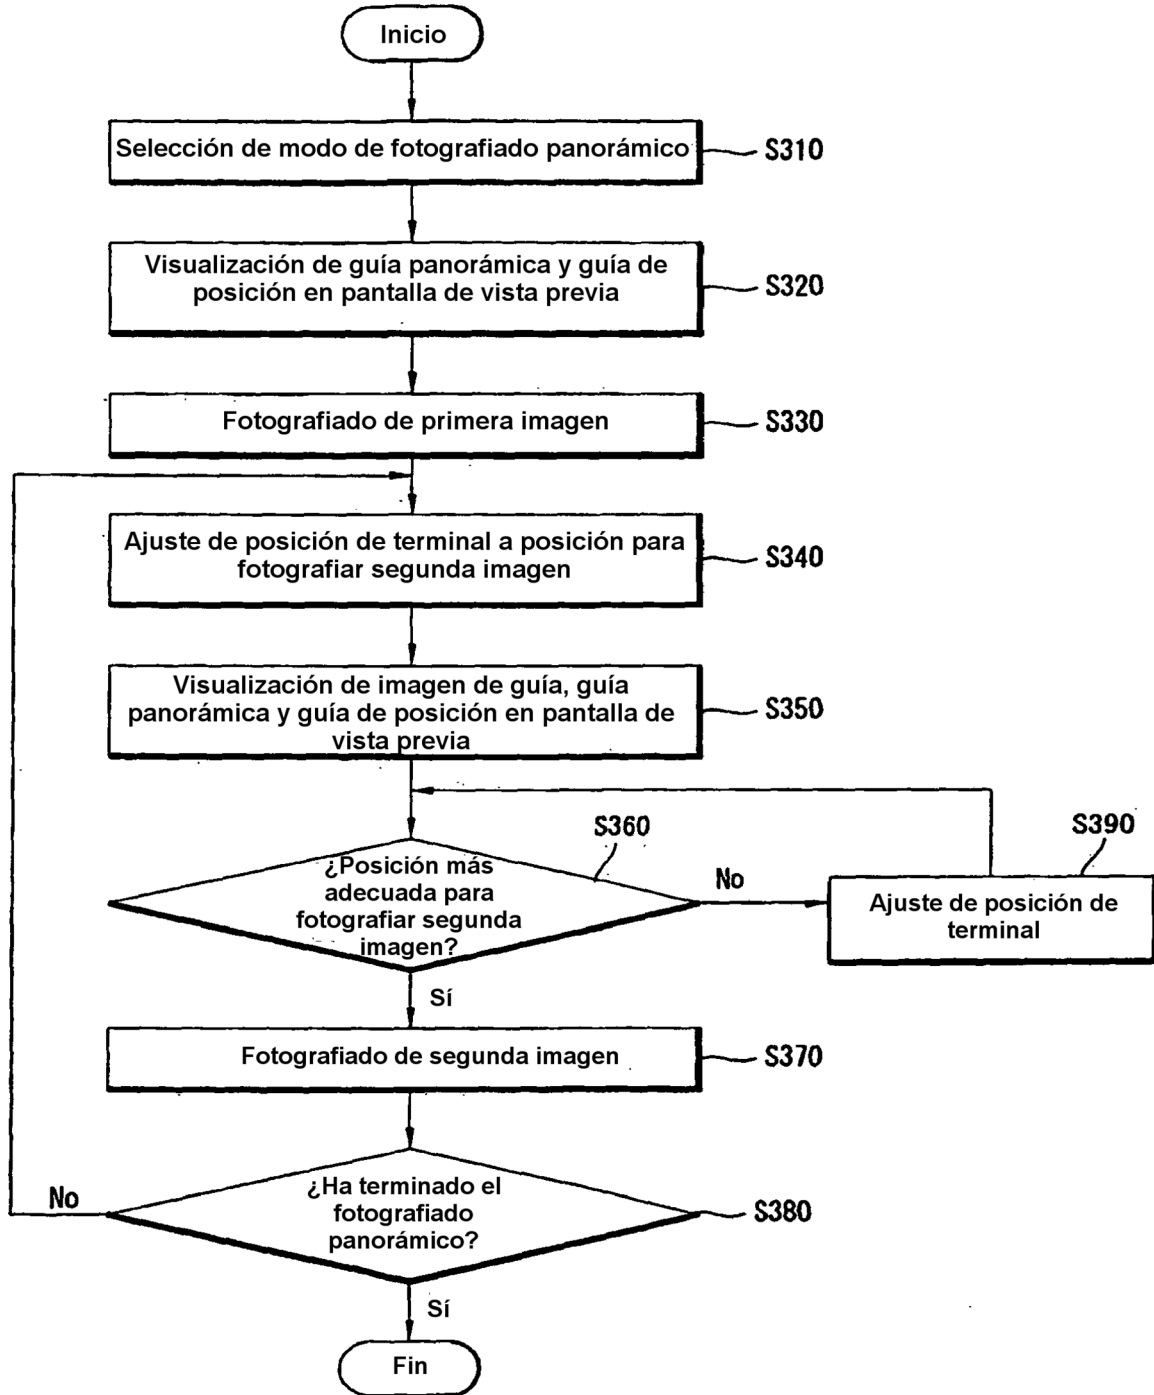 Inicio
Selección de modo de fotografiado panorámico
S310
Visualización de guía panorámica y guía de
posición en pantalla de vista previa
S320
Fotografiado de primera imagen
S330
Ajuste de posición de terminal a posición para
fotografiar segunda imagen
S340
Visualización de imagen de guía, guía
panorámica y guía de posición en pantalla de
vista previa
S350
S360
¿Posición más
adecuada para
fotografiar segunda
imagen?
No
S390
Ajuste de posición de
terminal
Sí
Fotografiado de segunda imagen
S370
¿Ha terminado el
fotografiado
panorámico?
No
S380
Sí
Fin